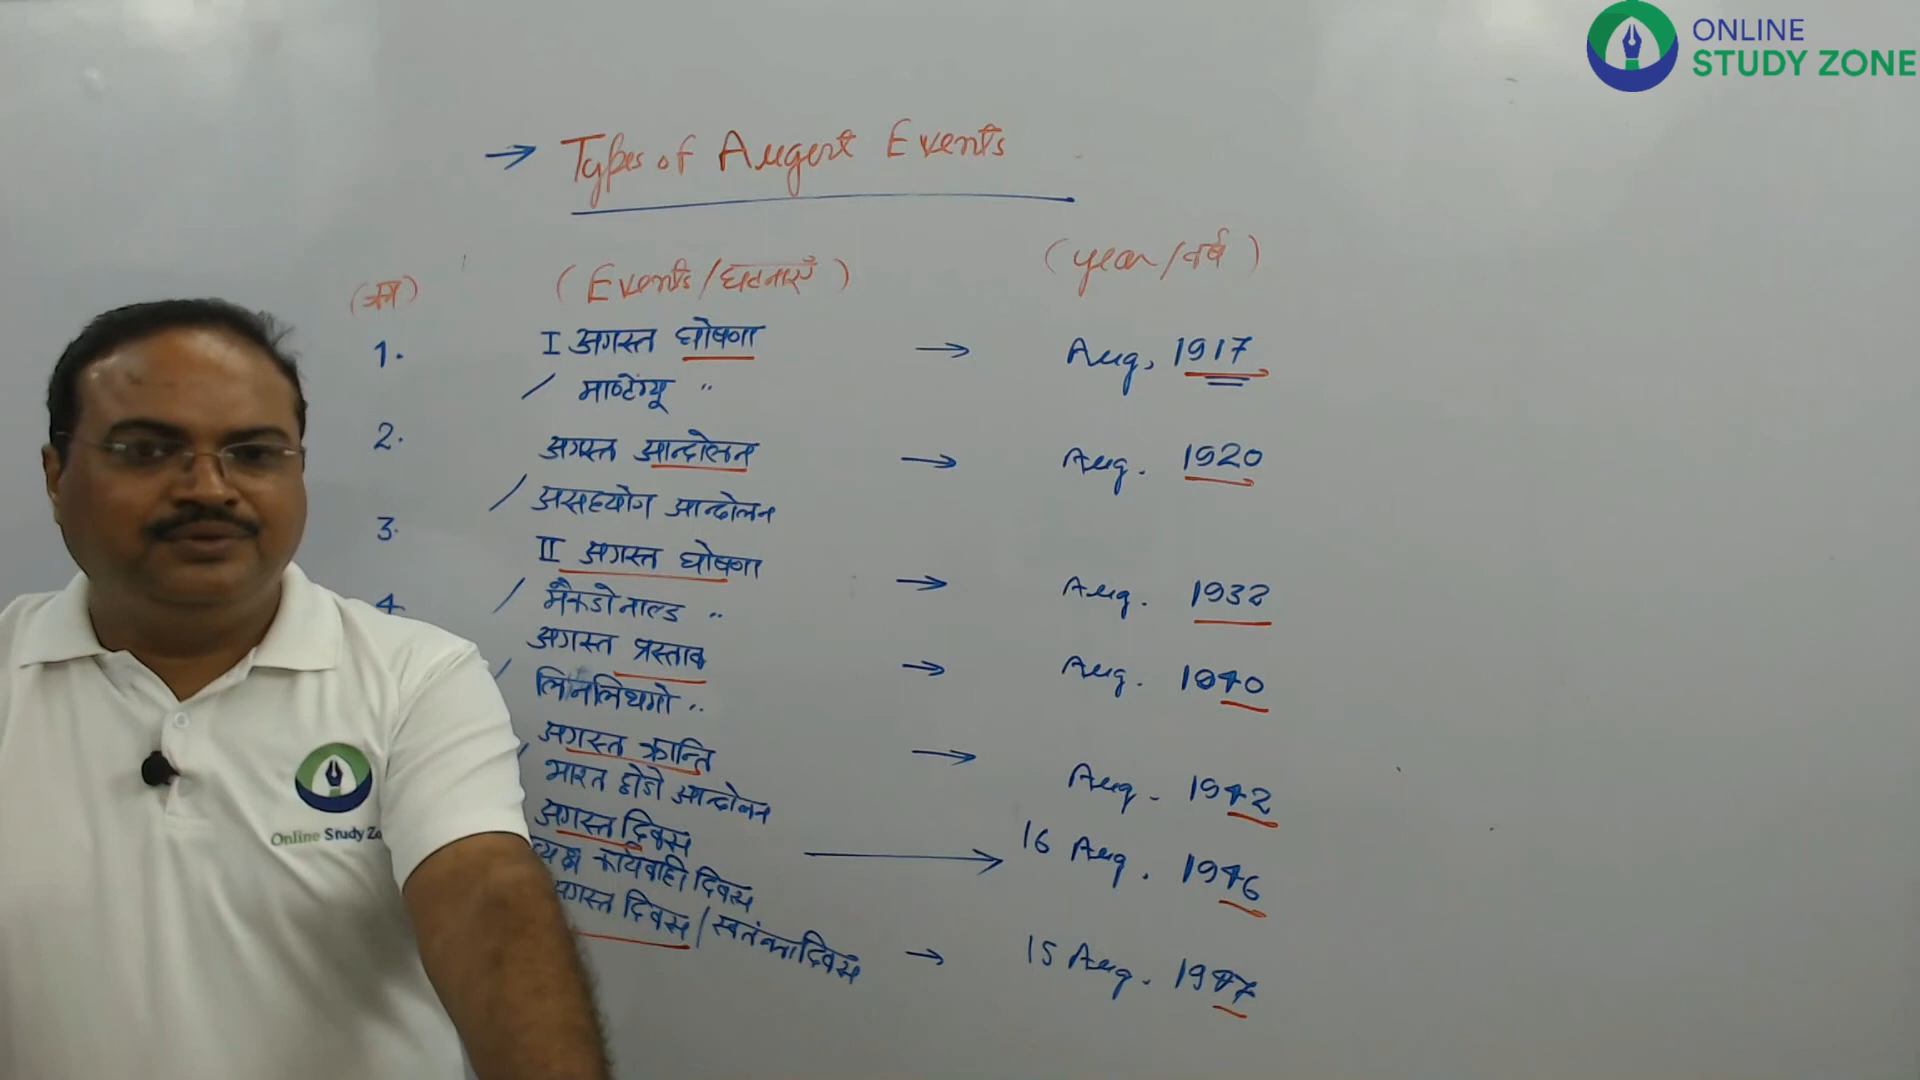 ONLINE
STUDY ZONE
→ Types of Augest Events
(क्र०) (Events/घटनाएँ) (year/वर्ष)
1. I अगस्त घोषणा → Aug, 1917
/ माण्टेग्यू "
2. अगस्त आन्दोलन → Aug. 1920
/ असहयोग आन्दोलन
3. II अगस्त घोषणा → Aug. 1932
/ मैकडोनाल्ड "
4. अगस्त प्रस्ताव → Aug. 1940
/ लिनलिथगो "
अगस्त क्रान्ति → Aug - 1942
भारत छोडो आन्दोलन
अगस्त दिवस → 16 Aug. 1946
कार्यवाही दिवस
अगस्त दिवस / स्वतंत्रता दिवस → 15 Aug. 1947
Online Study Zo